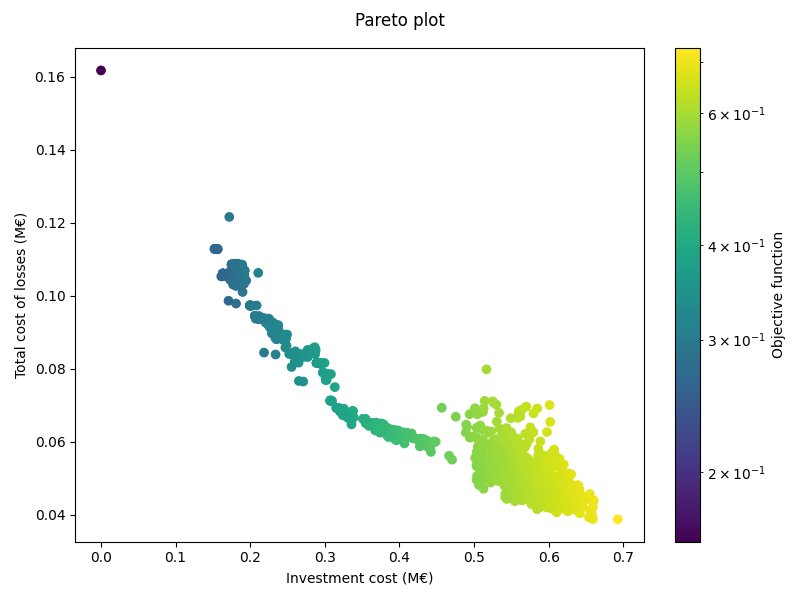 Pareto plot
Total cost of losses (M€)
0.16
0.14
0.12
0.10
0.08
0.06
0.04
0.0 0.1 0.2 0.3 0.4 0.5 0.6 0.7
Investment cost (M€)
6 × 10⁻¹
4 × 10⁻¹
3 × 10⁻¹
2 × 10⁻¹
Objective function